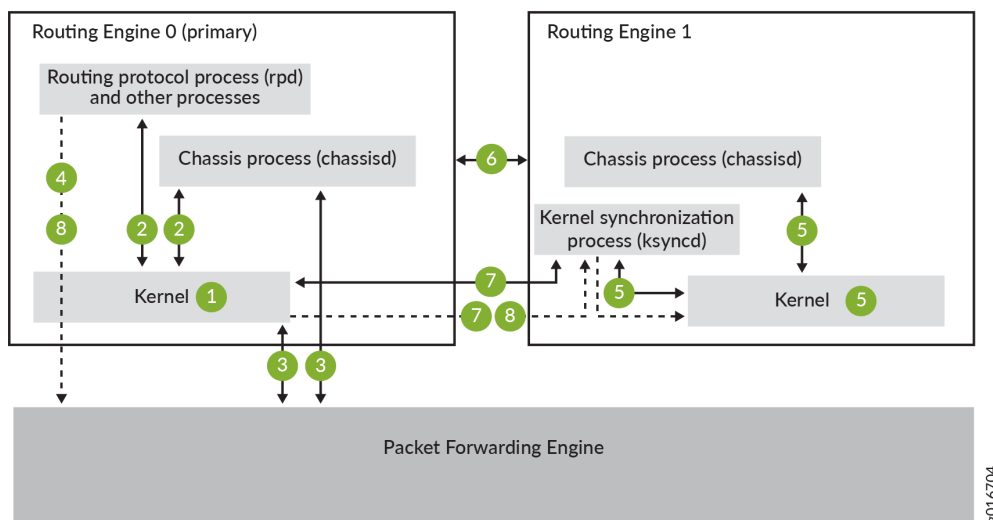 Routing Engine 0 (primary)
Routing Engine 1
Routing protocol process (rpd)
and other processes
Chassis process (chassisd)
6
Chassis process (chassisd)
4
8
2
2
Kernel synchronization
process (ksyncd)
5
7
5
Kernel 1
7
8
Kernel 5
3
3
Packet Forwarding Engine
g016704